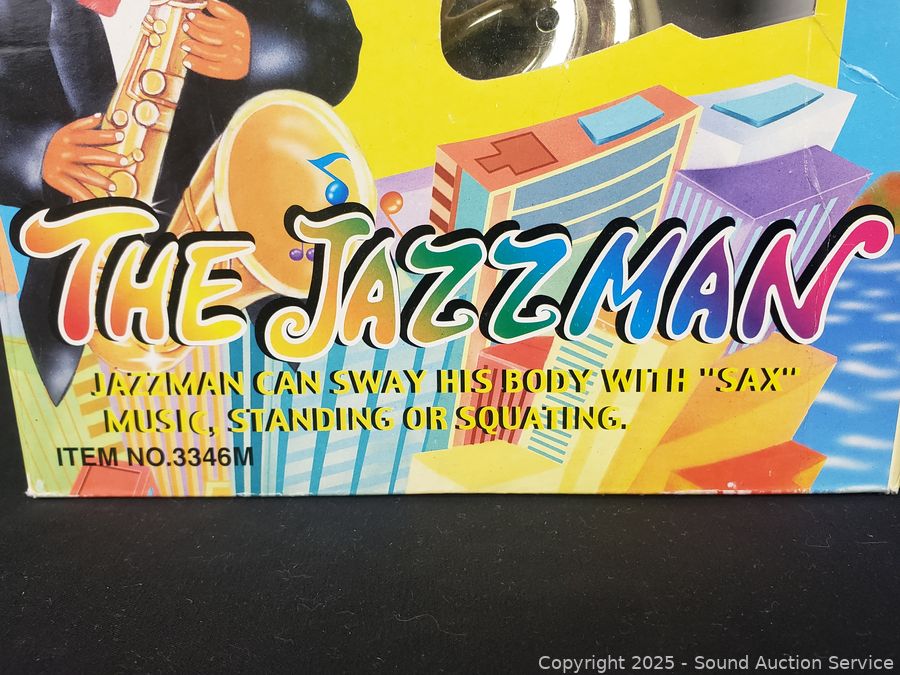 THE JAZZMAN
JAZZMAN CAN SWAY HIS BODY WITH "SAX"
MUSIC, STANDING OR SQUATING.
ITEM NO.3346M
Copyright 2025 - Sound Auction Service